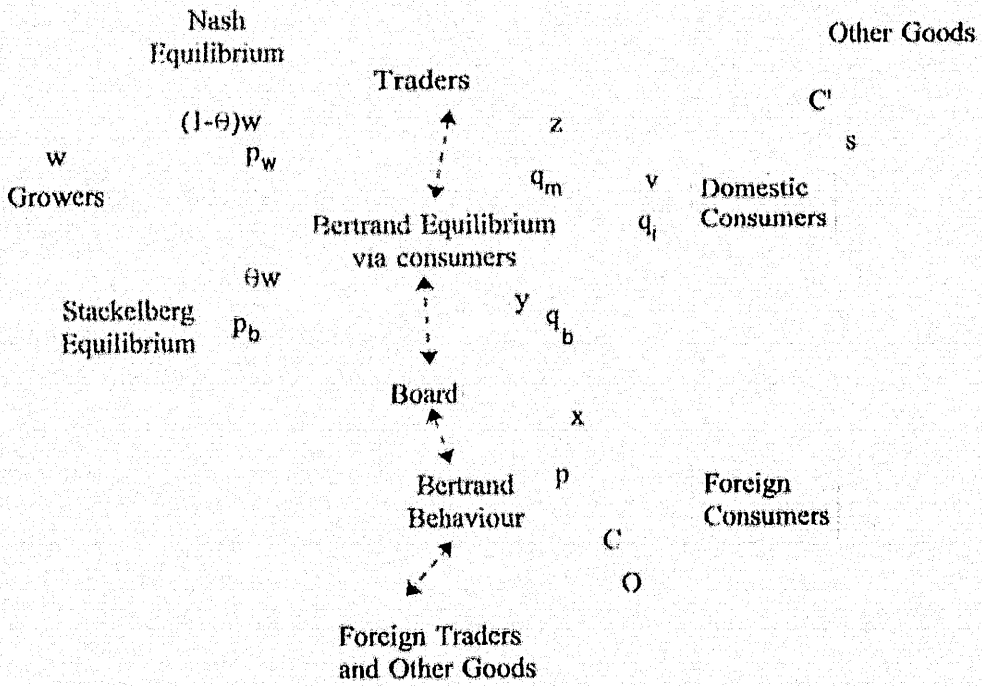 Nash
Equilibrium
Other Goods
Traders
C'
(1-θ)w
z
s
w
p_w
Growers
q_m
v
Domestic
Consumers
Bertrand Equilibrium
via consumers
q_i
θw
Stackelberg
Equilibrium
p_b
y
q_b
Board
x
Bertrand
Behaviour
p
Foreign
Consumers
C
O
Foreign Traders
and Other Goods